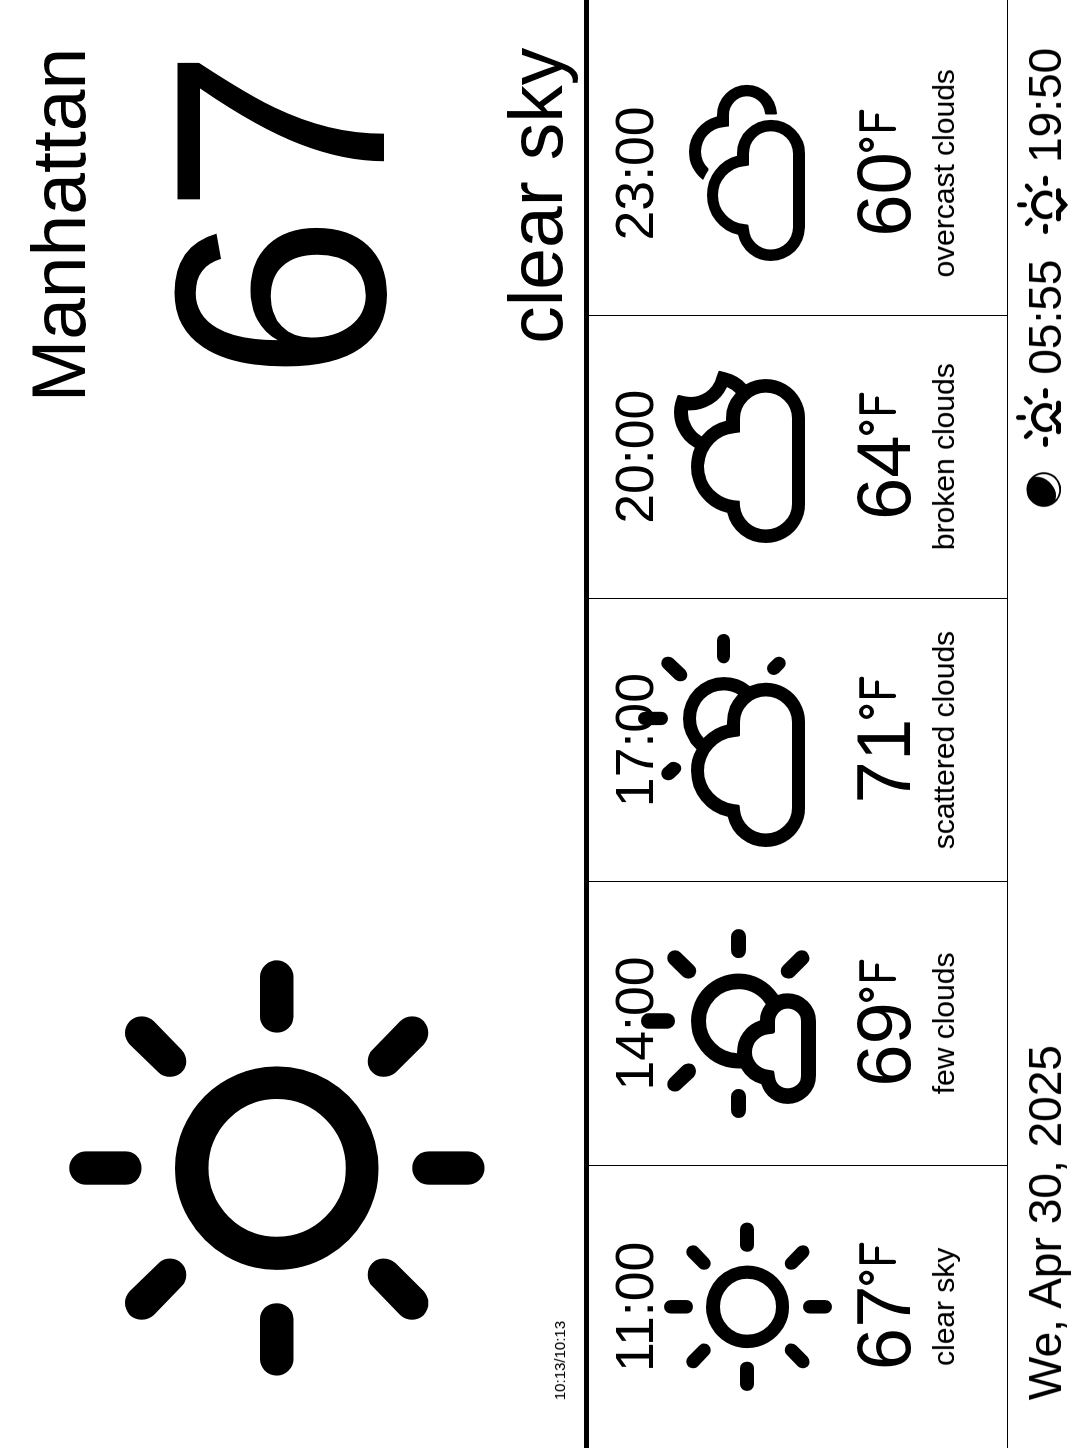 Manhattan
67
clear sky
10:13/10:13
11:00
67°F
clear sky
14:00
69°F
few clouds
17:00
71°F
scattered clouds
20:00
64°F
broken clouds
23:00
60°F
overcast clouds
We, Apr 30, 2025
05:55
19:50